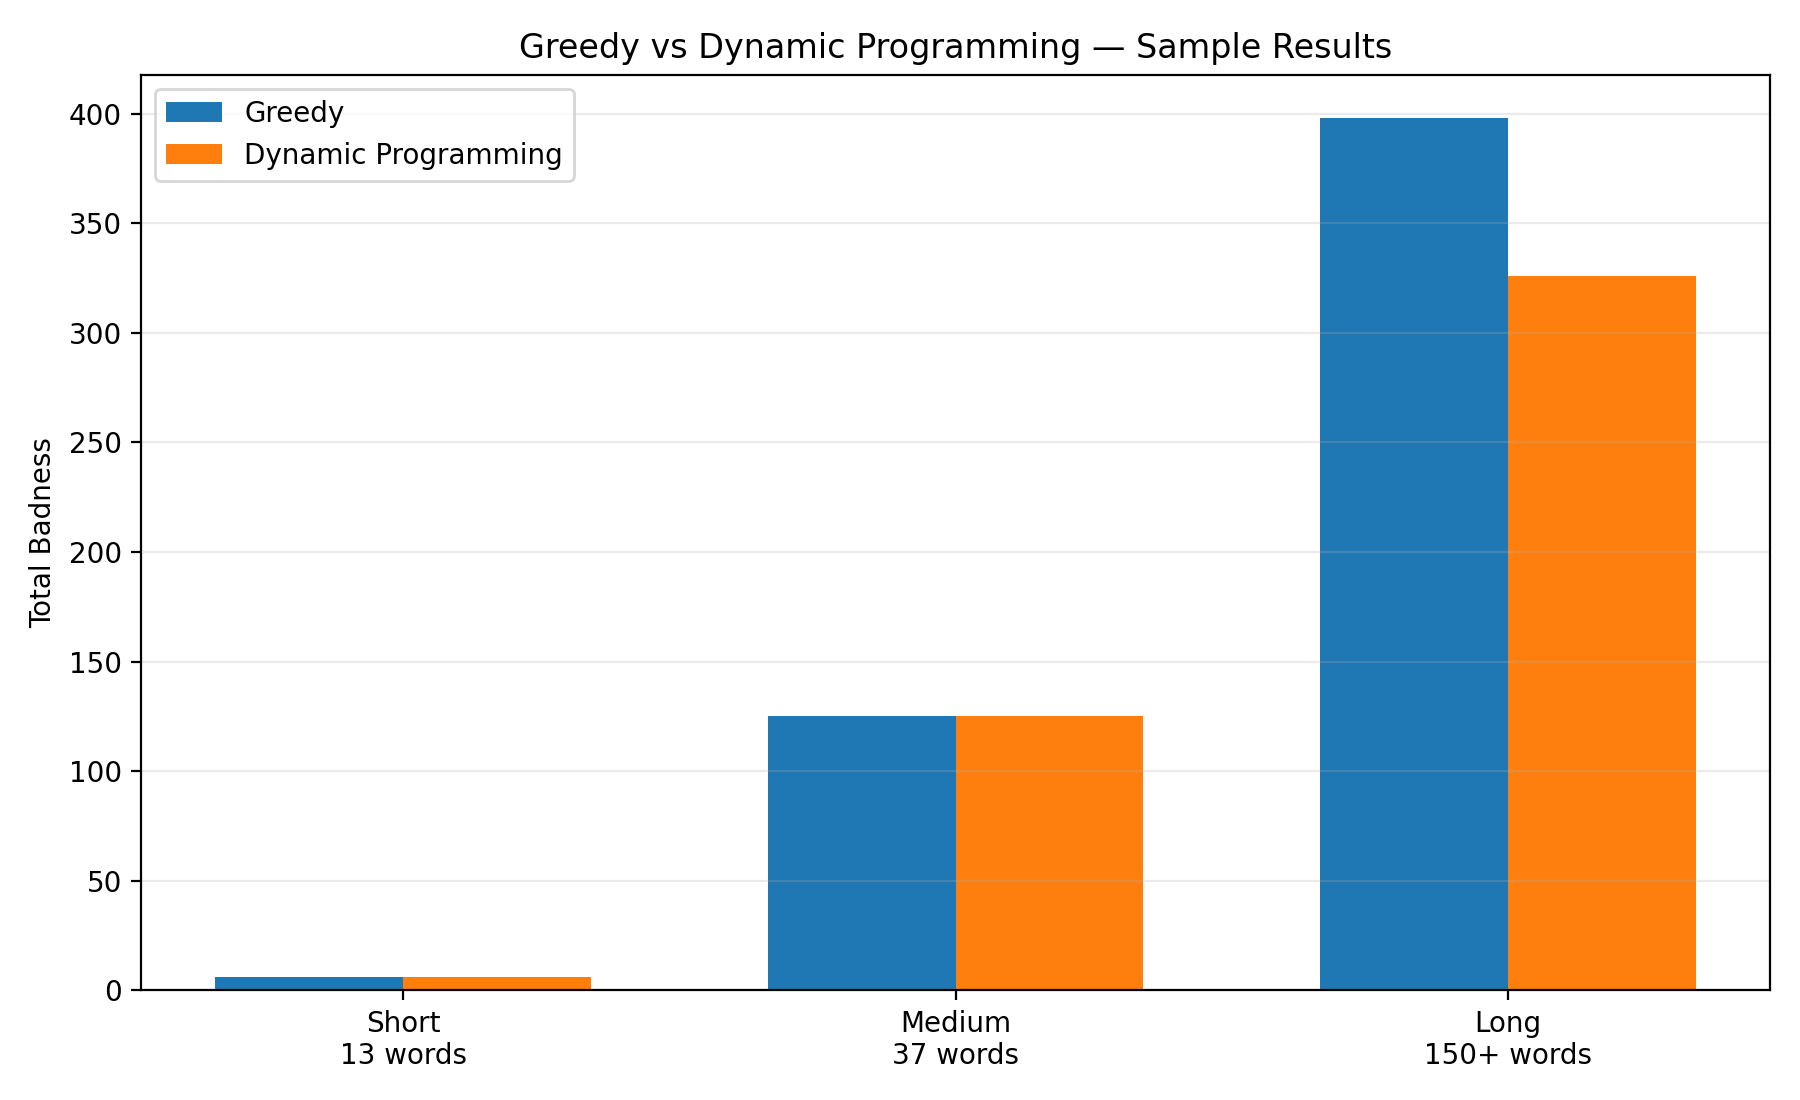 Greedy vs Dynamic Programming — Sample Results
Greedy
Dynamic Programming
400
350
300
250
200
150
100
50
0
Total Badness
Short
13 words
Medium
37 words
Long
150+ words